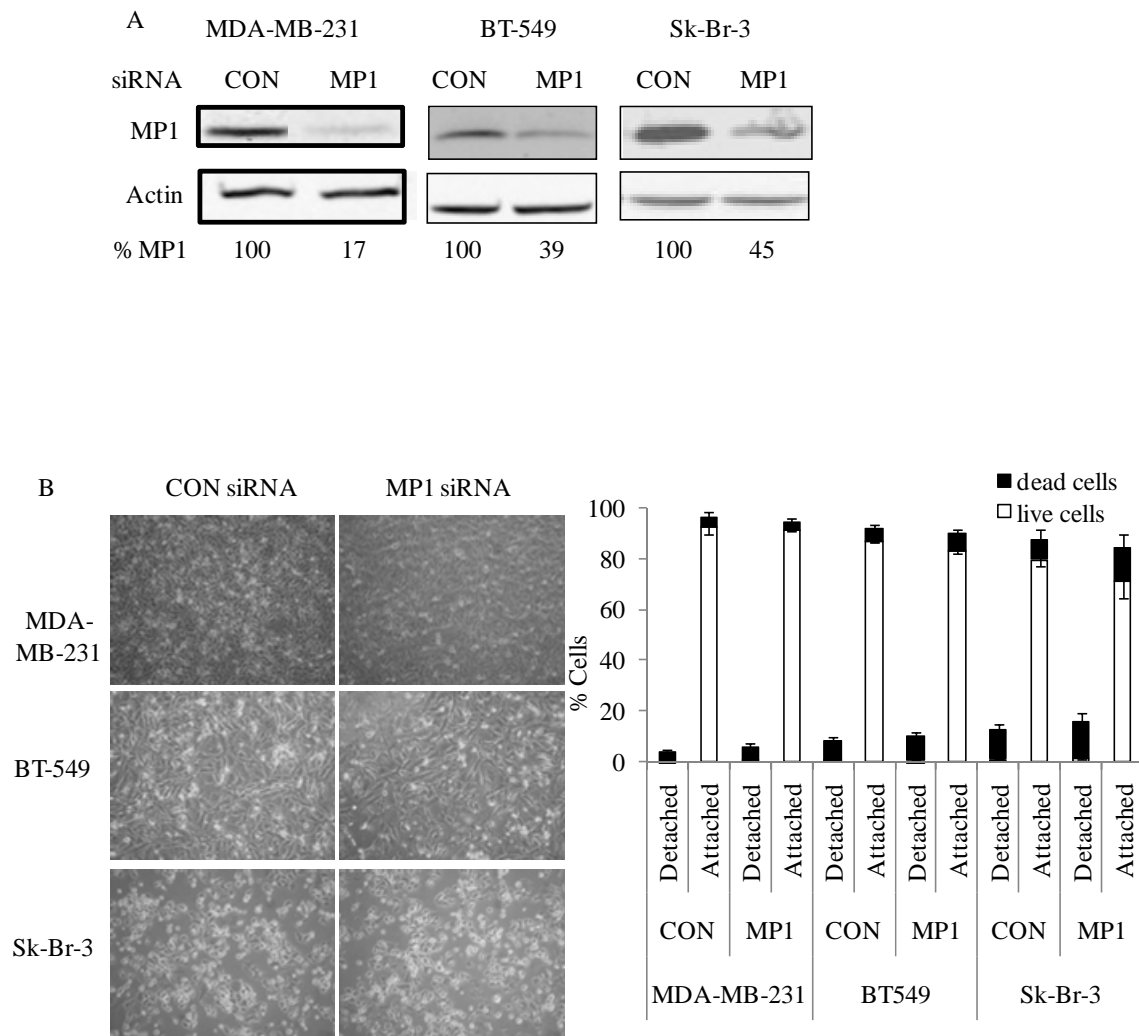 A
MDA-MB-231 BT-549 Sk-Br-3
siRNA CON MP1 CON MP1 CON MP1
MP1
Actin
% MP1 100 17 100 39 100 45
B
CON siRNA MP1 siRNA
MDA-
MB-231
BT-549
Sk-Br-3
dead cells
live cells
% Cells
100
80
60
40
20
0
Detached Attached Detached Attached Detached Attached Detached Attached Detached Attached Detached Attached
CON MP1 CON MP1 CON MP1
MDA-MB-231 BT549 Sk-Br-3